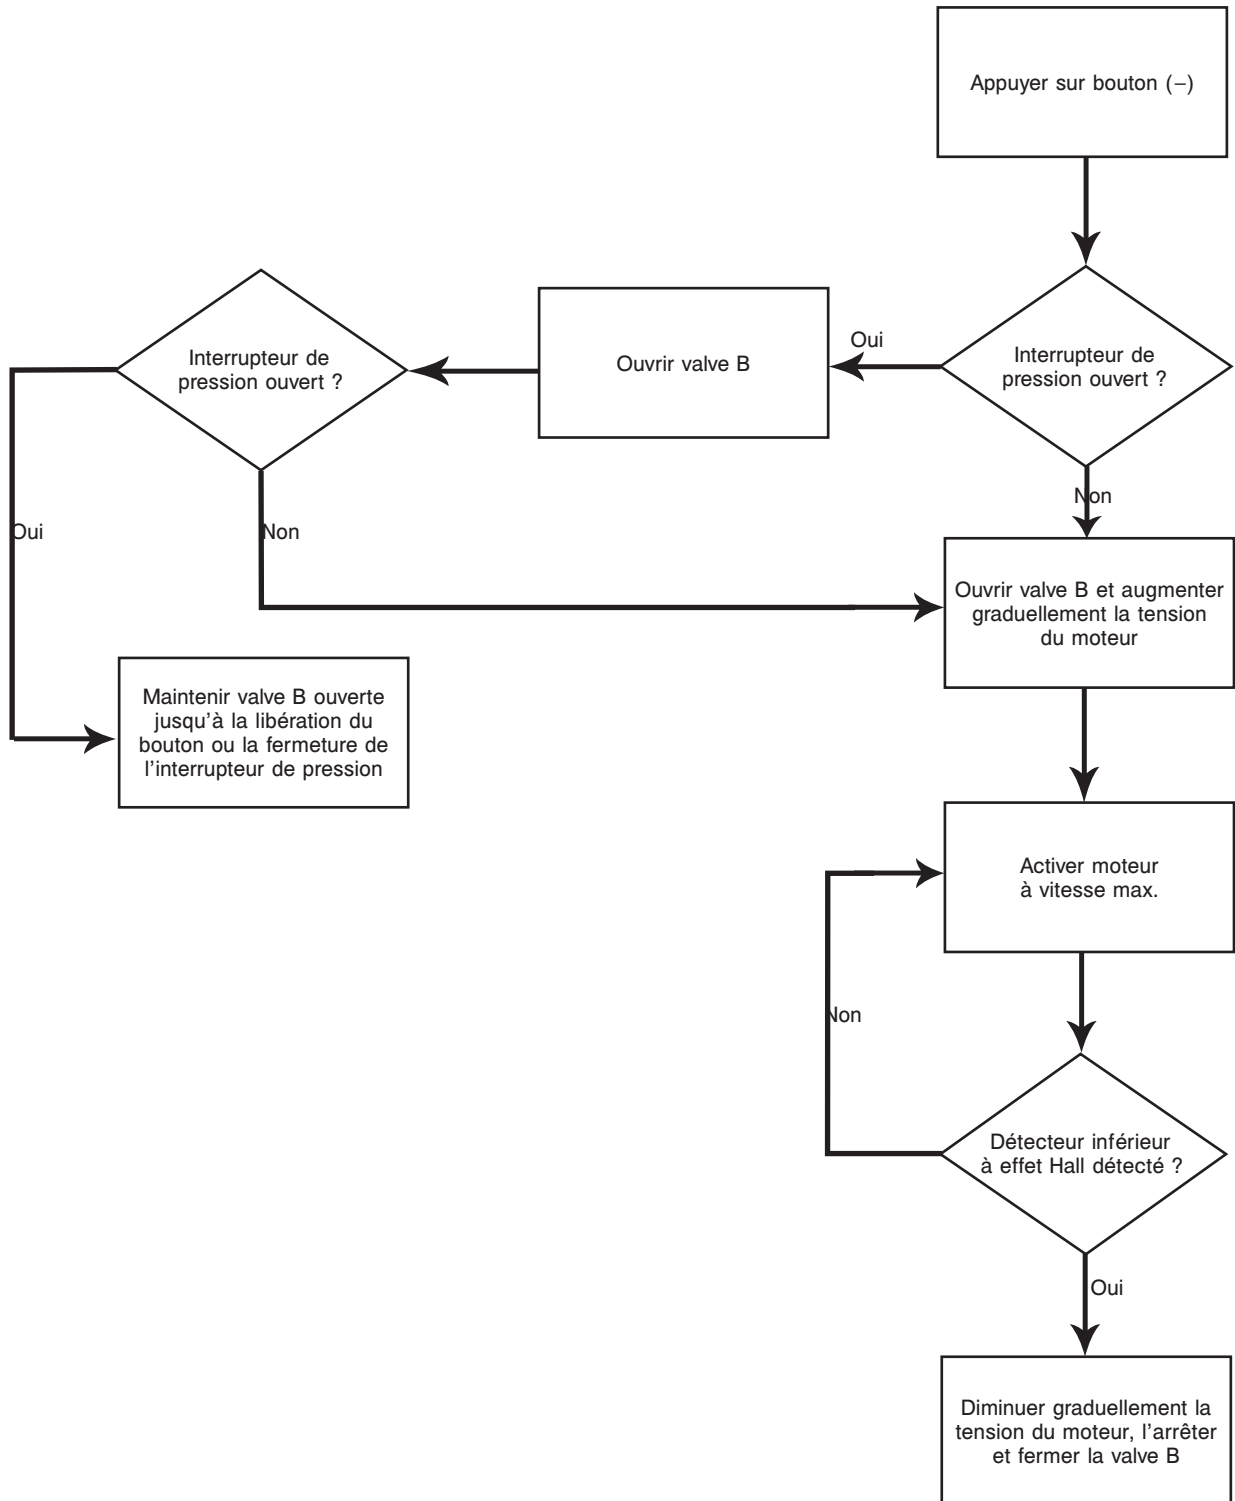 Appuyer sur bouton (–)
Interrupteur de
pression ouvert ?
Oui
Ouvrir valve B
Interrupteur de
pression ouvert ?
Non
Oui
Non
Ouvrir valve B et augmenter
graduellement la tension
du moteur
Maintenir valve B ouverte
jusqu'à la libération du
bouton ou la fermeture de
l'interrupteur de pression
Activer moteur
à vitesse max.
Non
Détecteur inférieur
à effet Hall détecté ?
Oui
Diminuer graduellement la
tension du moteur, l'arrêter
et fermer la valve B